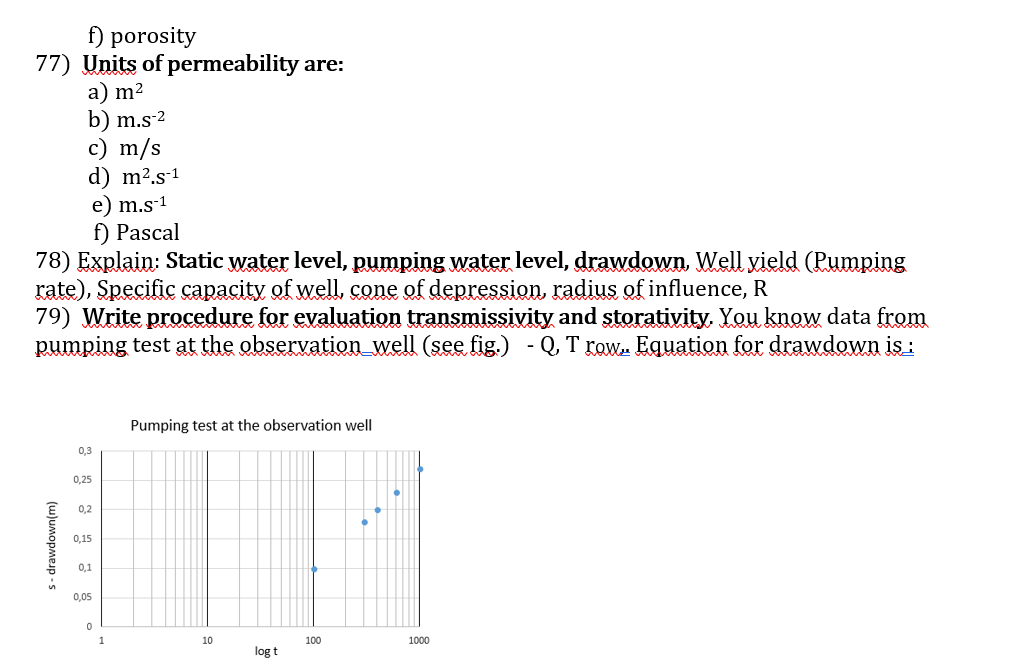 f) porosity
77) Units of permeability are:
a) m²
b) m.s⁻²
c) m/s
d) m².s⁻¹
e) m.s⁻¹
f) Pascal
78) Explain: Static water level, pumping water level, drawdown, Well yield (Pumping
rate), Specific capacity of well, cone of depression, radius of influence, R
79) Write procedure for evaluation transmissivity and storativity. You know data from
pumping test at the observation well (see fig.) - Q, T row,. Equation for drawdown is :
Pumping test at the observation well
0,3
0,25
0,2
0,15
0,1
0,05
0
s - drawdown(m)
1 10 100 1000
log t